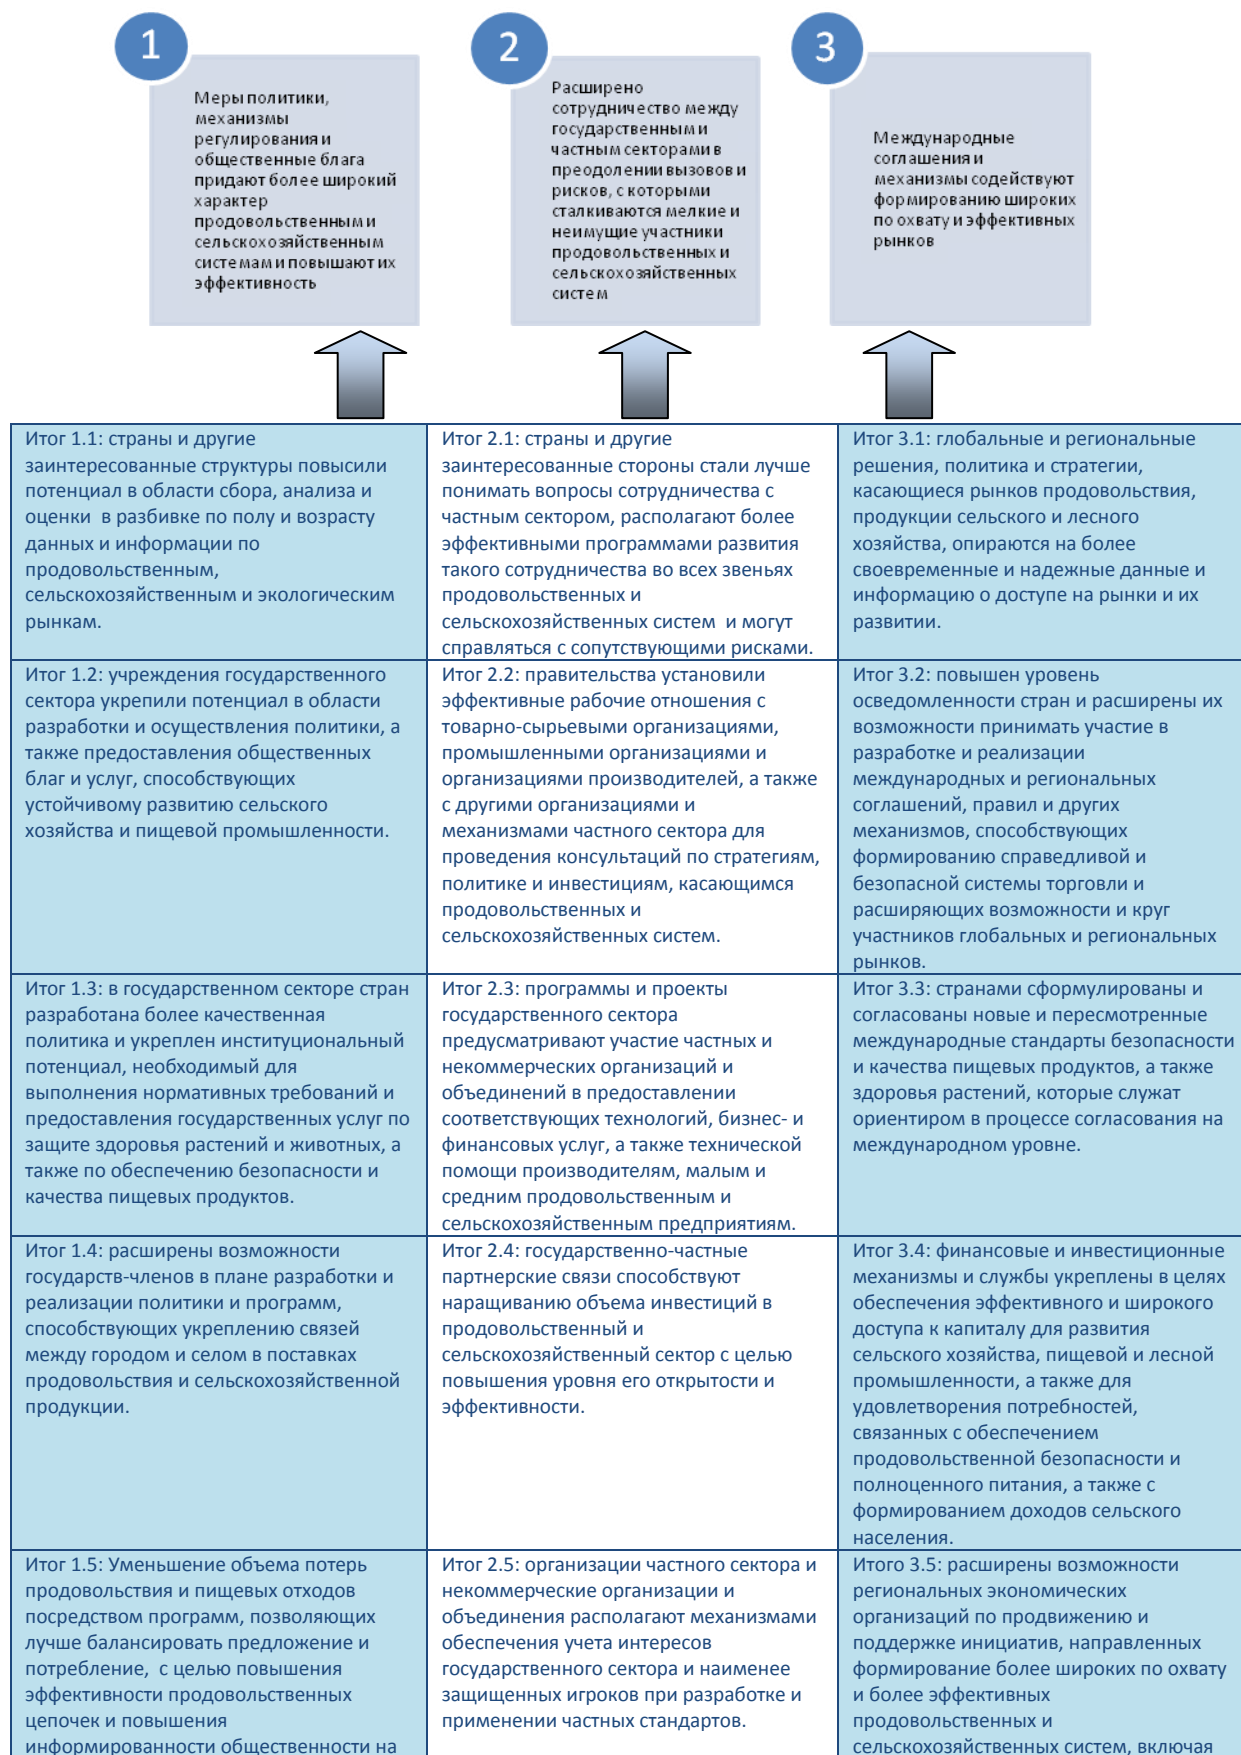 1
Меры политики,
механизмы
регулирования и
общественные блага
придают более широкий
характер
продовольственным и
сельскохозяйственным
системам и повышают их
эффективность
2
Расширено
сотрудничество между
государственным и
частным секторами в
преодолении вызовов и
рисков, с которыми
сталкиваются мелкие и
неимущие участники
продовольственных и
сельскохозяйственных
систем
3
Международные
соглашения и
механизмы содействуют
формированию широких
по охвату и эффективных
рынков
Итог 1.1: страны и другие
заинтересованные структуры повысили
потенциал в области сбора, анализа и
оценки в разбивке по полу и возрасту
данных и информации по
продовольственным,
сельскохозяйственным и экологическим
рынкам.
Итог 2.1: страны и другие
заинтересованные стороны стали лучше
понимать вопросы сотрудничества с
частным сектором, располагают более
эффективными программами развития
такого сотрудничества во всех звеньях
продовольственных и
сельскохозяйственных систем и могут
справляться с сопутствующими рисками.
Итог 3.1: глобальные и региональные
решения, политика и стратегии,
касающиеся рынков продовольствия,
продукции сельского и лесного
хозяйства, опираются на более
своевременные и надежные данные и
информацию о доступе на рынки и их
развитии.
Итог 1.2: учреждения государственного
сектора укрепили потенциал в области
разработки и осуществления политики, а
также предоставления общественных
благ и услуг, способствующих
устойчивому развитию сельского
хозяйства и пищевой промышленности.
Итог 2.2: правительства установили
эффективные рабочие отношения с
товарно-сырьевыми организациями,
промышленными организациями и
организациями производителей, а также
с другими организациями и
механизмами частного сектора для
проведения консультаций по стратегиям,
политике и инвестициям, касающимся
продовольственных и
сельскохозяйственных систем.
Итог 3.2: повышен уровень
осведомленности стран и расширены их
возможности принимать участие в
разработке и реализации
международных и региональных
соглашений, правил и других
механизмов, способствующих
формированию справедливой и
безопасной системы торговли и
расширяющих возможности и круг
участников глобальных и региональных
рынков.
Итог 1.3: в государственном секторе стран
разработана более качественная
политика и укреплен институциональный
потенциал, необходимый для
выполнения нормативных требований и
предоставления государственных услуг по
защите здоровья растений и животных, а
также по обеспечению безопасности и
качества пищевых продуктов.
Итог 2.3: программы и проекты
государственного сектора
предусматривают участие частных и
некоммерческих организаций и
объединений в предоставлении
соответствующих технологий, бизнес- и
финансовых услуг, а также технической
помощи производителям, малым и
средним продовольственным и
сельскохозяйственным предприятиям.
Итог 3.3: странами сформулированы и
согласованы новые и пересмотренные
международные стандарты безопасности
и качества пищевых продуктов, а также
здоровья растений, которые служат
ориентиром в процессе согласования на
международном уровне.
Итог 1.4: расширены возможности
государств-членов в плане разработки и
реализации политики и программ,
способствующих укреплению связей
между городом и селом в поставках
продовольствия и сельскохозяйственной
продукции.
Итог 2.4: государственно-частные
партнерские связи способствуют
наращиванию объема инвестиций в
продовольственный и
сельскохозяйственный сектор с целью
повышения уровня его открытости и
эффективности.
Итог 3.4: финансовые и инвестиционные
механизмы и службы укреплены в целях
обеспечения эффективного и широкого
доступа к капиталу для развития
сельского хозяйства, пищевой и лесной
промышленности, а также для
удовлетворения потребностей,
связанных с обеспечением
продовольственной безопасности и
полноценного питания, а также с
формированием доходов сельского
населения.
Итог 1.5: Уменьшение объема потерь
продовольствия и пищевых отходов
посредством программ, позволяющих
лучше балансировать предложение и
потребление, с целью повышения
эффективности продовольственных
цепочек и повышения
информированности общественности на
Итог 2.5: организации частного сектора и
некоммерческие организации и
объединения располагают механизмами
обеспечения учета интересов
государственного сектора и наименее
защищенных игроков при разработке и
применении частных стандартов.
Итого 3.5: расширены возможности
региональных экономических
организаций по продвижению и
поддержке инициатив, направленных
формирование более широких по охвату
и более эффективных
продовольственных и
сельскохозяйственных систем, включая